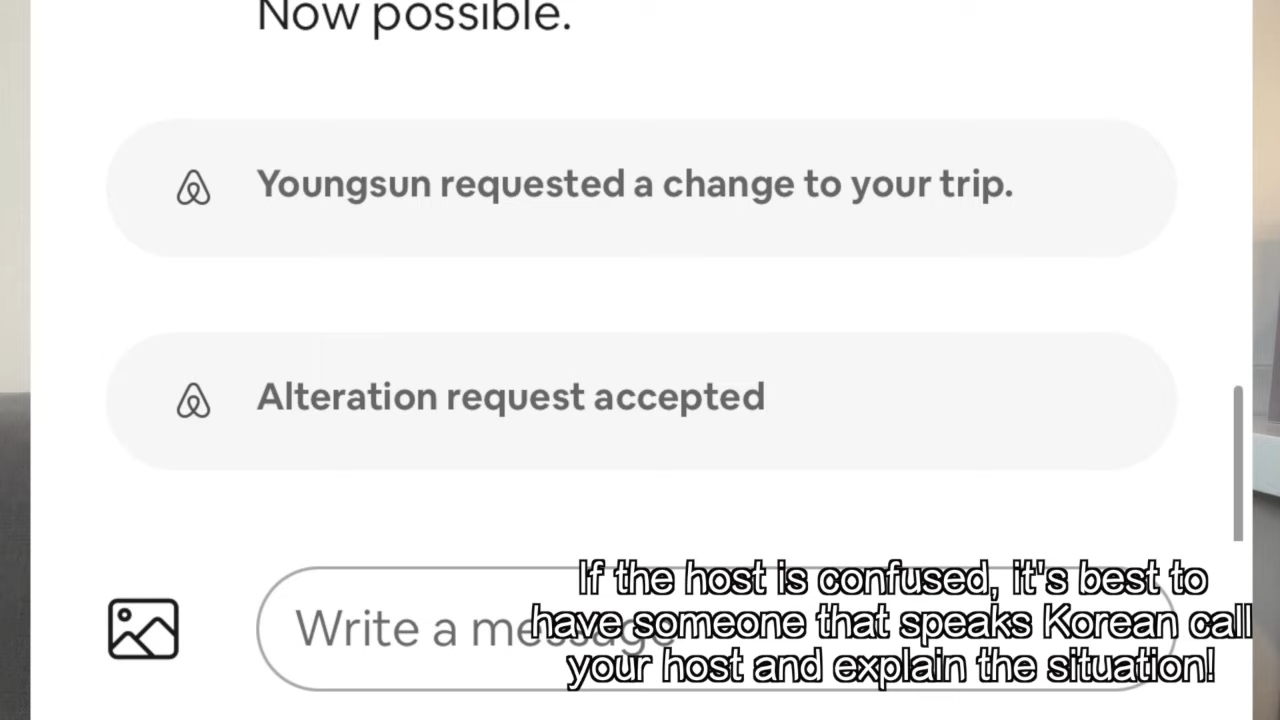 Now possible.
Youngsun requested a change to your trip.
Alteration request accepted
Write a message
If the host is confused, it's best to
have someone that speaks Korean call
your host and explain the situation!